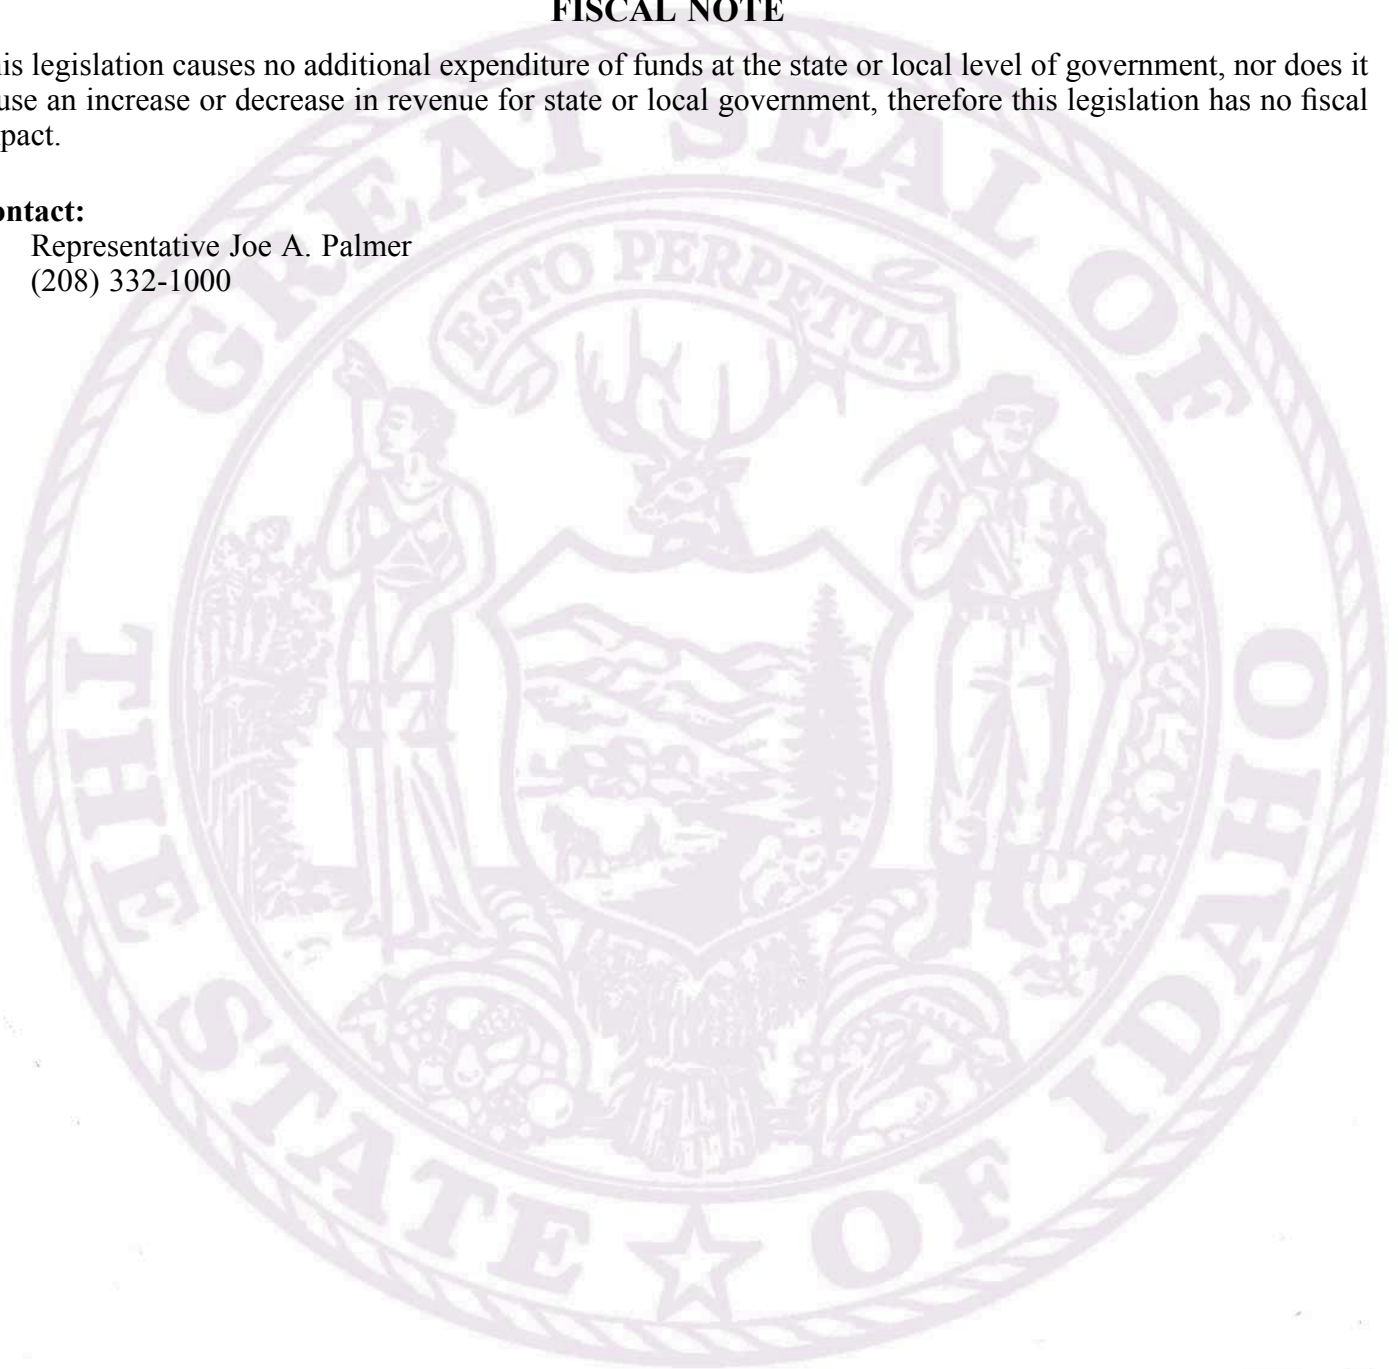 FISCAL NOTE
his legislation causes no additional expenditure of funds at the state or local level of government, nor does it
use an increase or decrease in revenue for state or local government, therefore this legislation has no fiscal
pact.
ontact:
Representative Joe A. Palmer
(208) 332-1000
GREAT SEAL OF
ESTO PERPETUA
THE STATE OF IDAHO